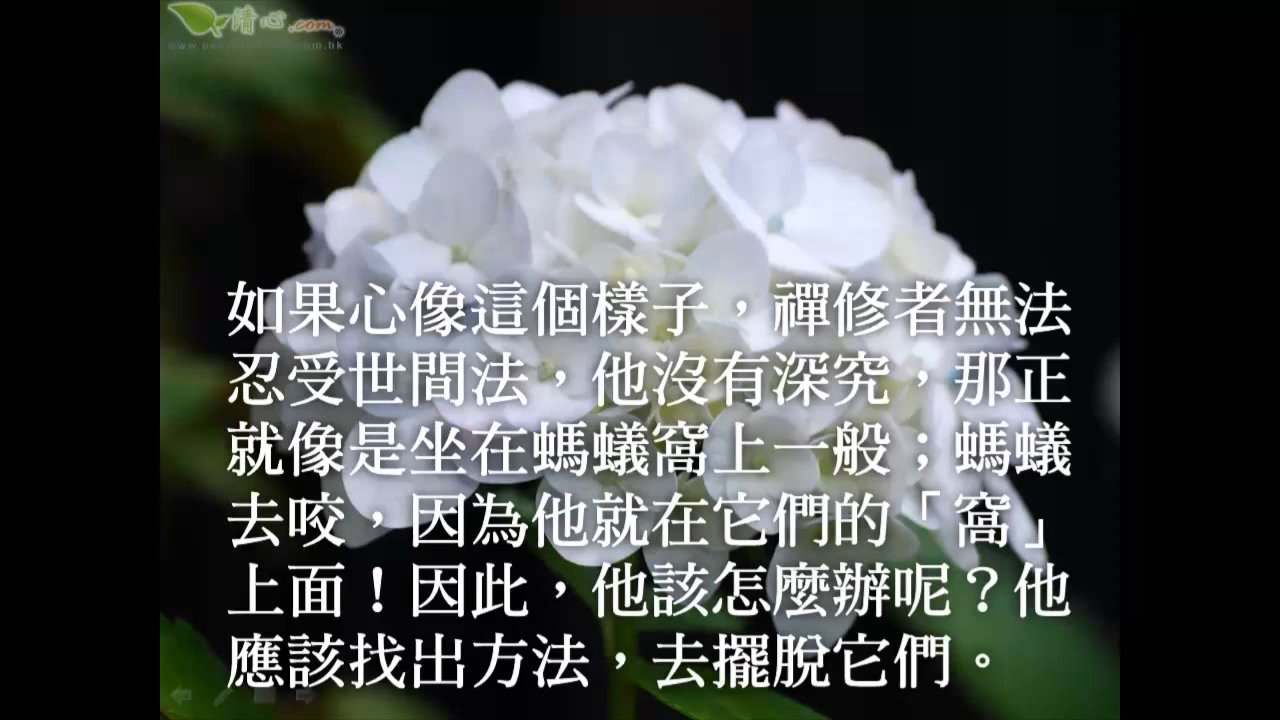 清心.com
如果心像這個樣子，禪修者無法
忍受世間法，他沒有深究，那正
就像是坐在螞蟻窩上一般；螞蟻
去咬，因為他就在它們的「窩」
上面！因此，他該怎麼辦呢？他
應該找出方法，去擺脫它們。